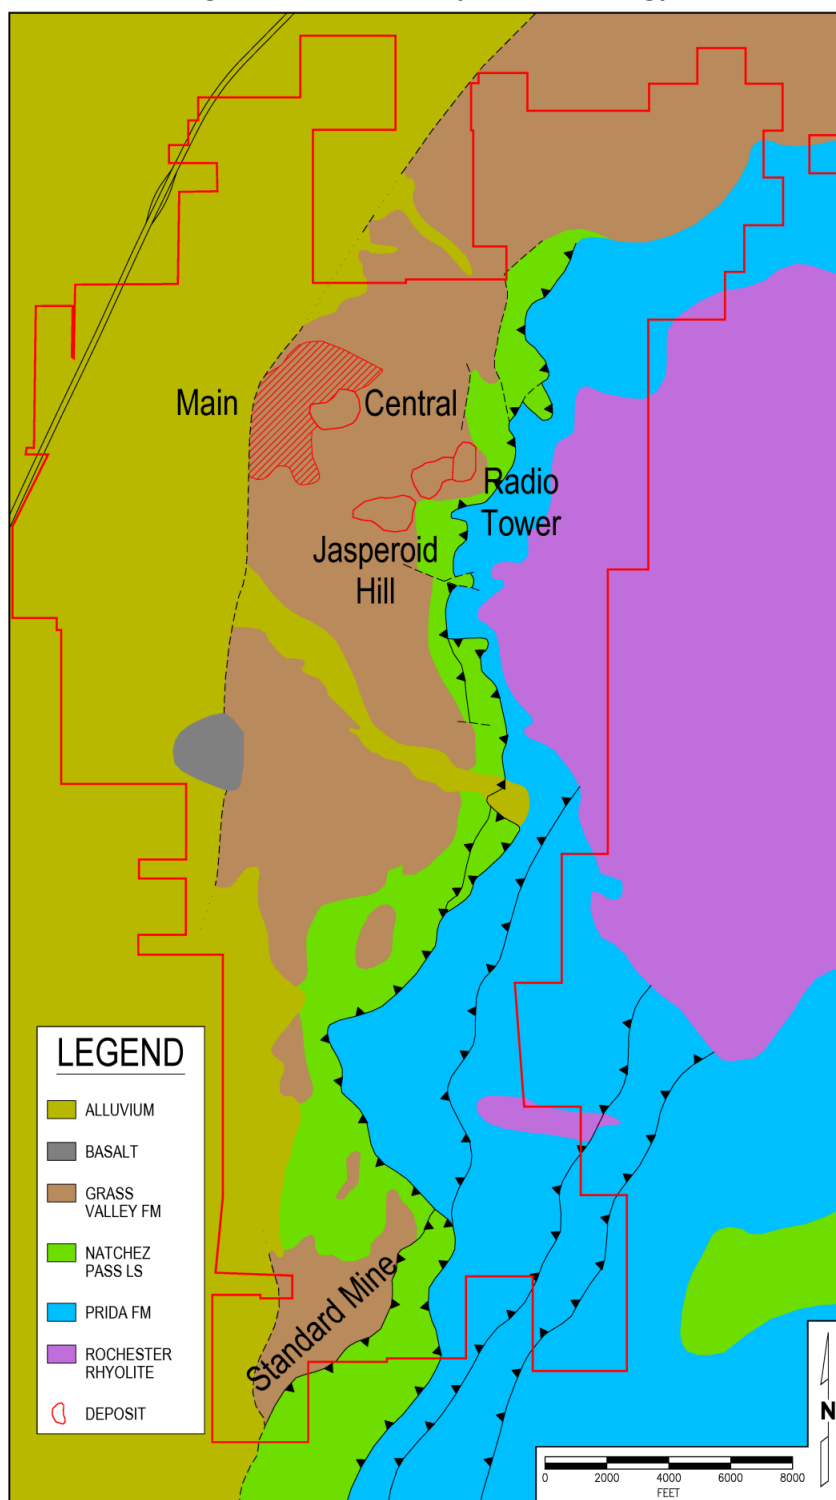 Main
Central
Radio
Tower
Jasperoid
Hill
Standard Mine
LEGEND
ALLUVIUM
BASALT
GRASS
VALLEY FM
NATCHEZ
PASS LS
PRIDA FM
ROCHESTER
RHYOLITE
DEPOSIT
N
0 2000 4000 6000 8000
FEET